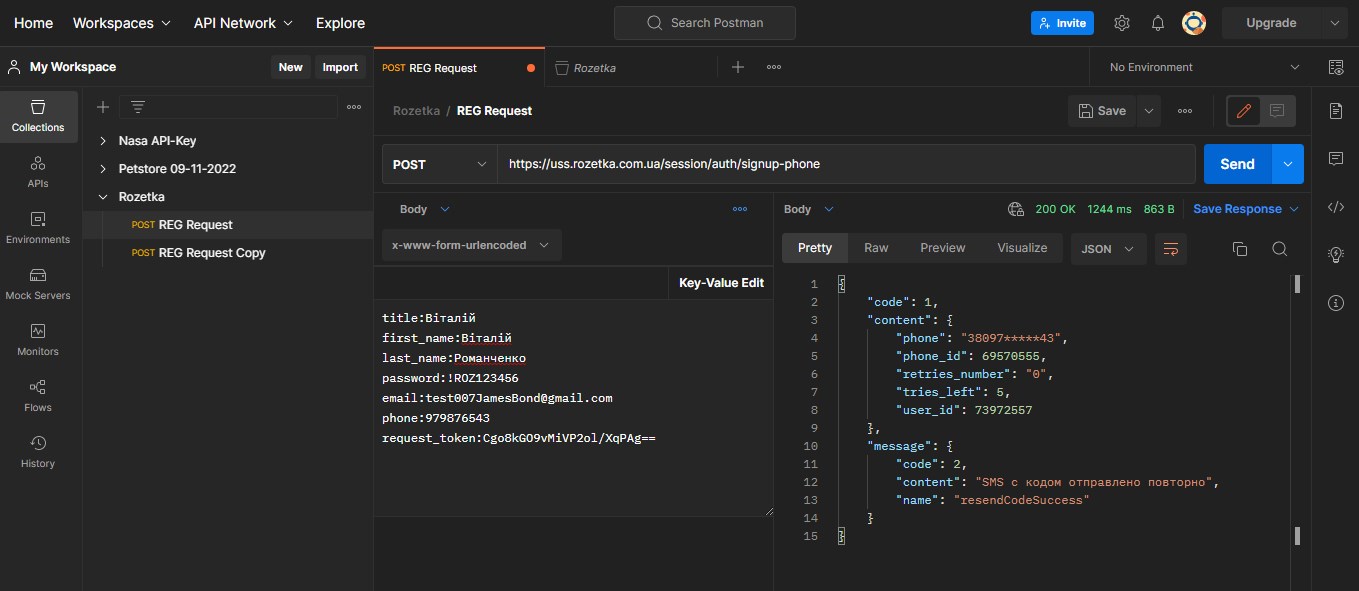 Home Workspaces API Network Explore Search Postman Invite Upgrade
My Workspace New Import POST REG Request Rozetka No Environment
Collections
APIs
Environments
Mock Servers
Monitors
Flows
History
Nasa API-Key
Petstore 09-11-2022
Rozetka
POST REG Request
POST REG Request Copy
Rozetka / REG Request Save
POST https://uss.rozetka.com.ua/session/auth/signup-phone Send
Body
x-www-form-urlencoded
Key-Value Edit
title:Віталій
first_name:Віталій
last_name:Романченко
password:!ROZ123456
email:test007JamesBond@gmail.com
phone:979876543
request_token:Cgo8kGO9vMiVP2ol/XqPAg==
Body 200 OK 1244 ms 863 B Save Response
Pretty Raw Preview Visualize JSON
1 {
2 "code": 1,
3 "content": {
4 "phone": "38097*****43",
5 "phone_id": 69570555,
6 "retries_number": "0",
7 "tries_left": 5,
8 "user_id": 73972557
9 },
10 "message": {
11 "code": 2,
12 "content": "SMS с кодом отправлено повторно",
13 "name": "resendCodeSuccess"
14 }
15 }